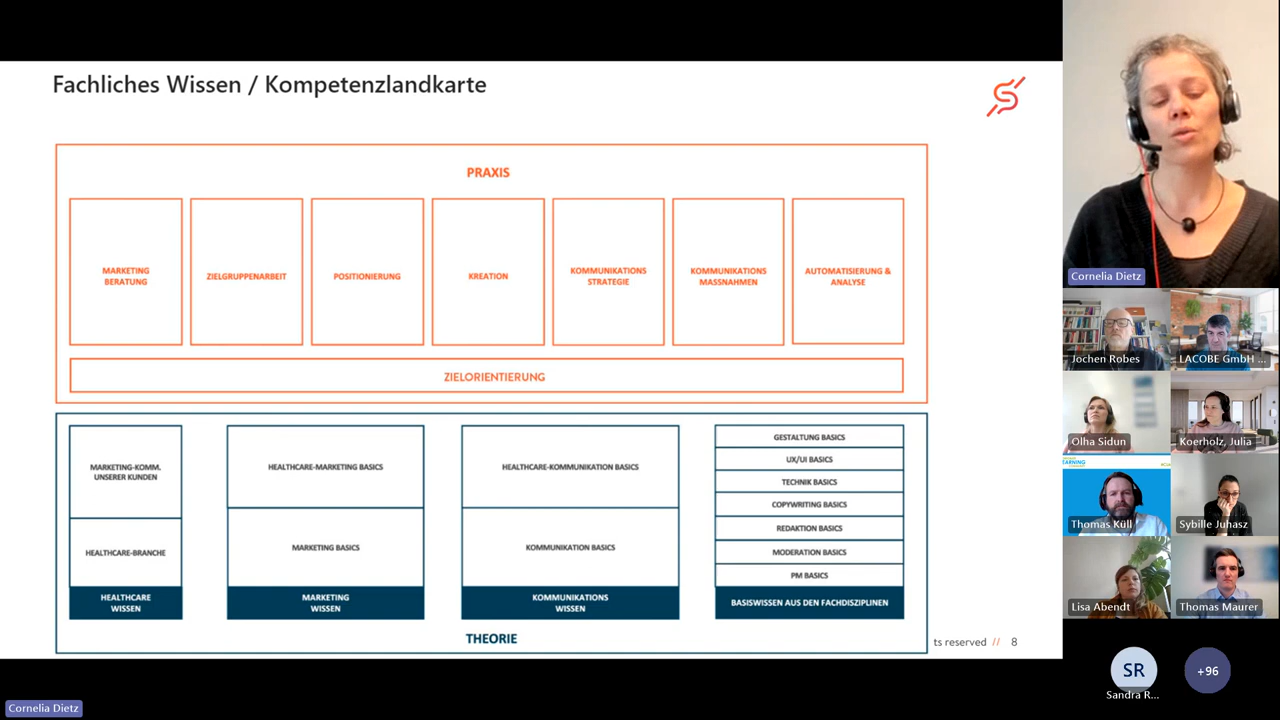 Fachliches Wissen / Kompetenzlandkarte
PRAXIS
MARKETING
BERATUNG
ZIELGRUPPENARBEIT
POSITIONIERUNG
KREATION
KOMMUNIKATIONS
STRATEGIE
KOMMUNIKATIONS
MASSNAHMEN
AUTOMATISIERUNG &
ANALYSE
ZIELORIENTIERUNG
MARKETING-KOMM.
UNSERER KUNDEN
HEALTHCARE-BRANCHE
HEALTHCARE
WISSEN
HEALTHCARE-MARKETING BASICS
MARKETING BASICS
MARKETING
WISSEN
HEALTHCARE-KOMMUNIKATION BASICS
KOMMUNIKATION BASICS
KOMMUNIKATIONS
WISSEN
GESTALTUNG BASICS
UX/UI BASICS
TECHNIK BASICS
COPYWRITING BASICS
REDAKTION BASICS
MODERATION BASICS
PM BASICS
BASISWISSEN AUS DEN FACHDISZIPLINEN
THEORIE
ts reserved // 8
Cornelia Dietz
Jochen Robes
LACOBE GmbH ...
Olha Sidun
Koerholz, Julia
Thomas Küll
Sybille Juhasz
Lisa Abendt
Thomas Maurer
SR
Sandra R...
+96
Cornelia Dietz